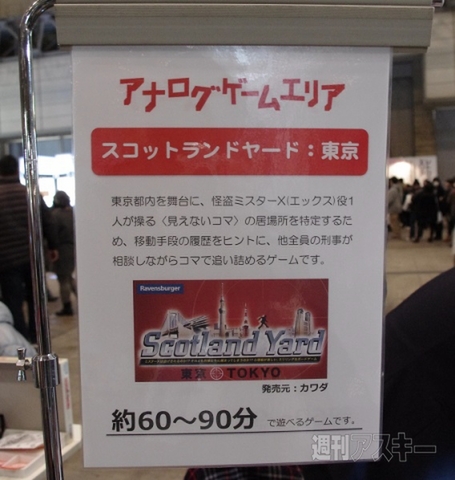 アナログゲームエリア
スコットランドヤード：東京
東京都内を舞台に、怪盗ミスターX(エックス)役1
人が操る〈見えないコマ〉の居場所を特定するた
め、移動手段の履歴をヒントに、他全員の刑事が
相談しながらコマで追い詰めるゲームです。
Ravensburger
Scotland Yard
東京 TOKYO
発売元：カワダ
約60〜90分 で遊べるゲームです。
週刊アスキー